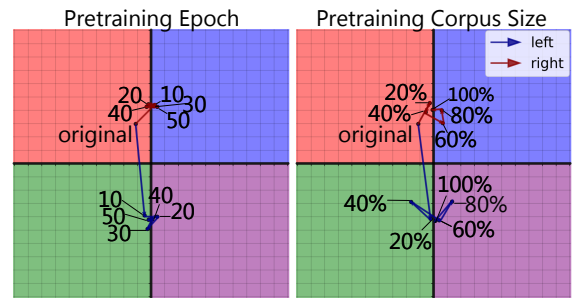 Pretraining Epoch
20 10
40 30
original 50
10 40
50 20
30
Pretraining Corpus Size
left
right
20% 100%
40% 80%
original 60%
40% 100%
80%
20% 60%